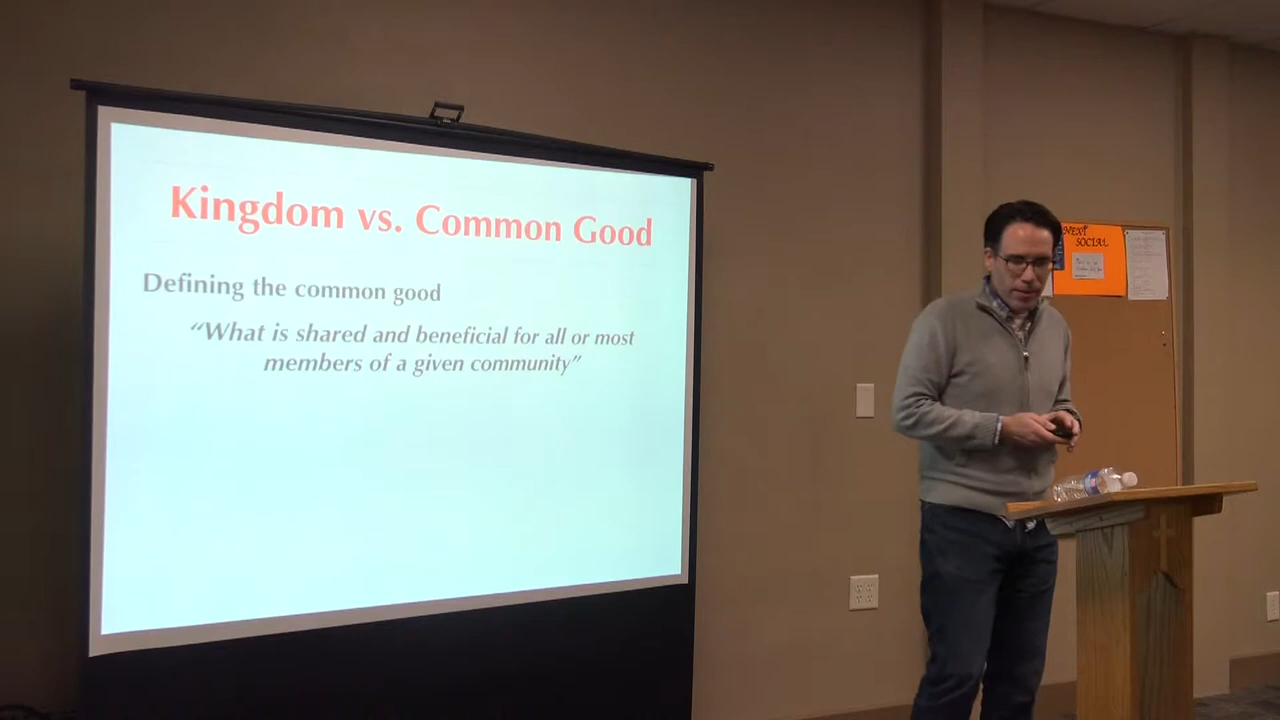 Kingdom vs. Common Good
Defining the common good
“What is shared and beneficial for all or most
members of a given community”
NEXT
SOCIAL